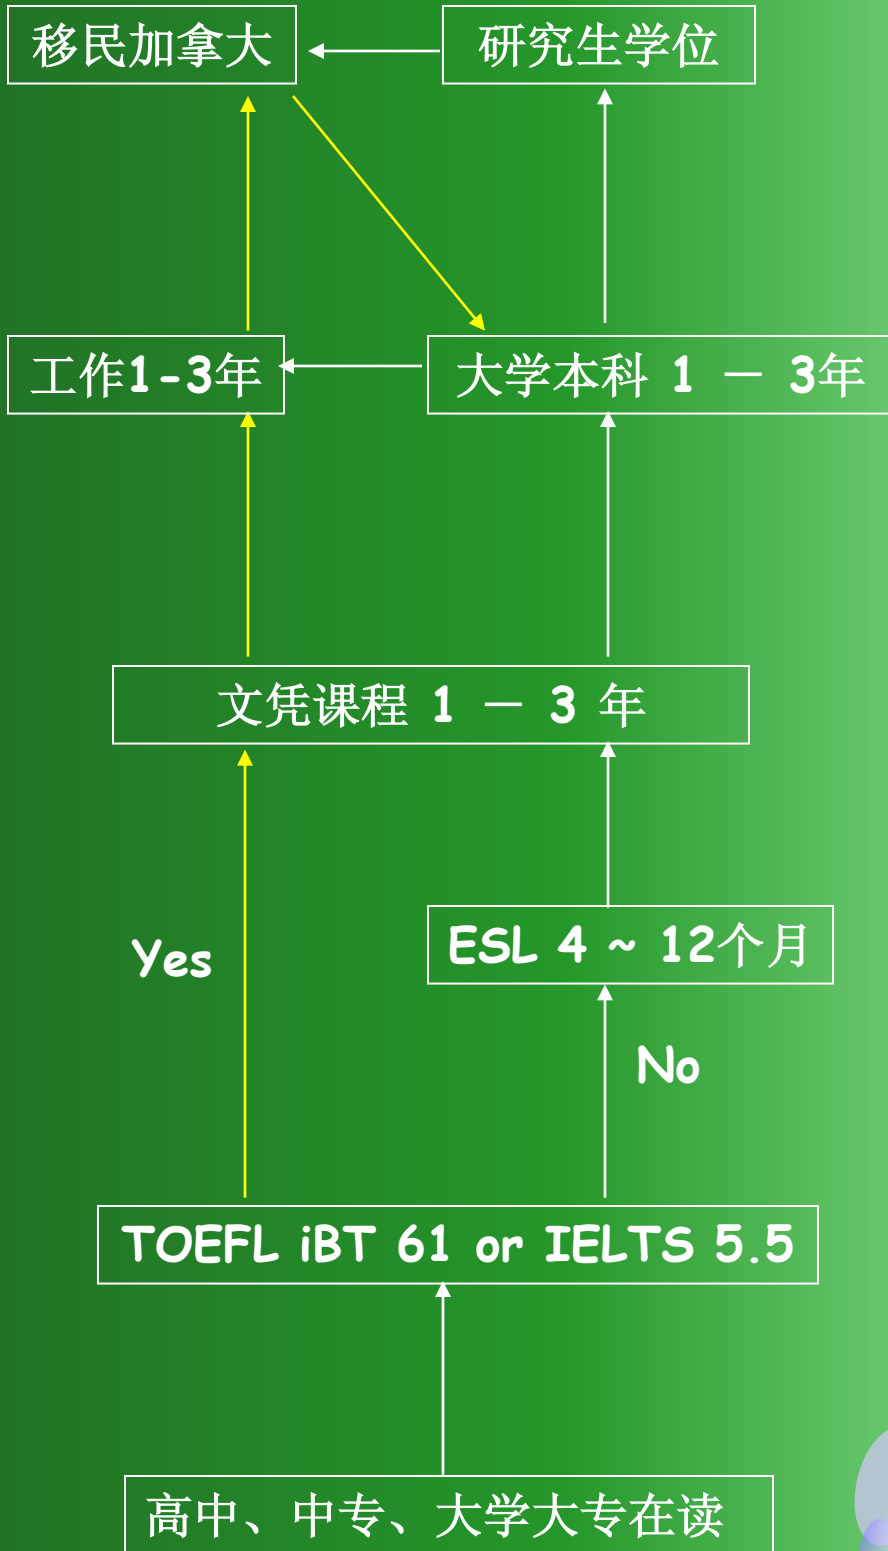 移民加拿大
研究生学位
工作1-3年
大学本科 1 — 3年
文凭课程 1 — 3 年
ESL 4 ~ 12个月
Yes
No
TOEFL iBT 61 or IELTS 5.5
高中、中专、大学大专在读